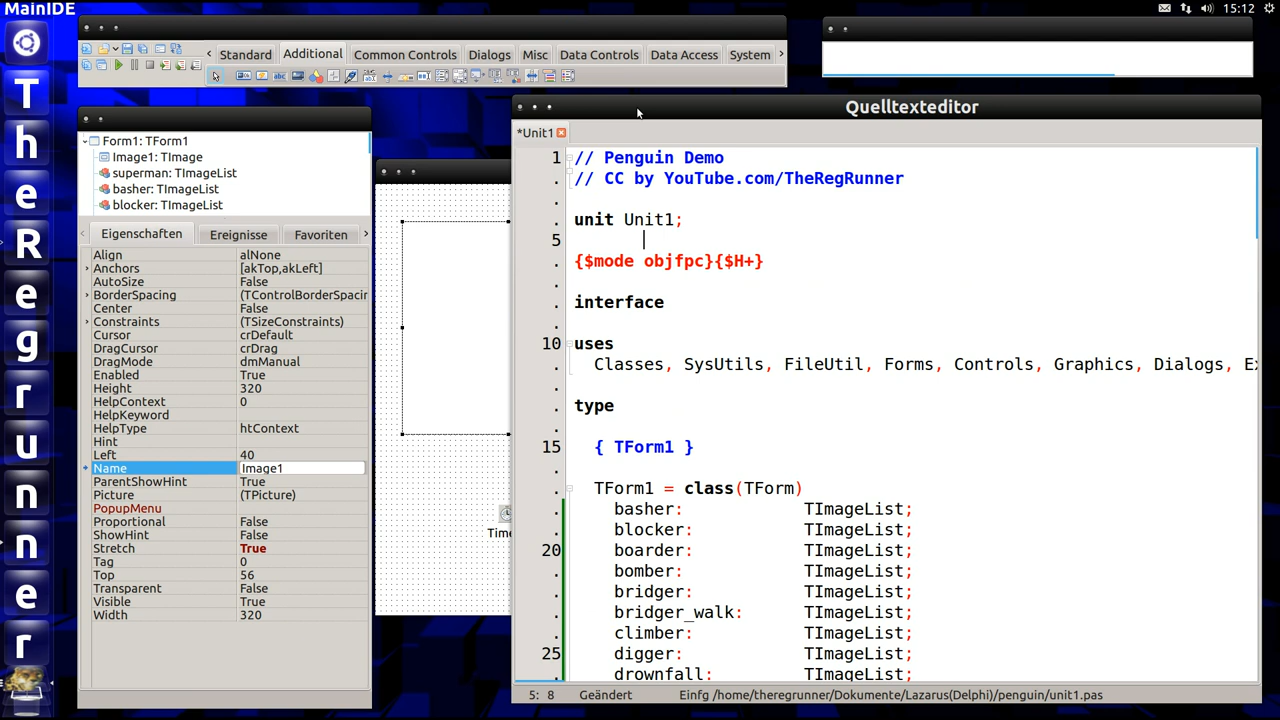 MainIDE
15:12
Standard
Additional
Common Controls
Dialogs
Misc
Data Controls
Data Access
System
T
h
e
R
e
g
r
u
n
n
e
r
Form1: TForm1
Image1: TImage
superman: TImageList
basher: TImageList
blocker: TImageList
Eigenschaften
Ereignisse
Favoriten
Align alNone
Anchors [akTop,akLeft]
AutoSize False
BorderSpacing (TControlBorderSpacin
Center False
Constraints (TSizeConstraints)
Cursor crDefault
DragCursor crDrag
DragMode dmManual
Enabled True
Height 320
HelpContext 0
HelpKeyword
HelpType htContext
Hint
Left 40
Name Image1
ParentShowHint True
Picture (TPicture)
PopupMenu
Proportional False
ShowHint False
Stretch True
Tag 0
Top 56
Transparent False
Visible True
Width 320
Time
Quelltexteditor
*Unit1
1 // Penguin Demo
. // CC by YouTube.com/TheRegRunner
.
. unit Unit1;
5
. {$mode objfpc}{$H+}
.
. interface
.
10 uses
. Classes, SysUtils, FileUtil, Forms, Controls, Graphics, Dialogs, Ex
.
. type
.
15 { TForm1 }
.
. TForm1 = class(TForm)
. basher: TImageList;
. blocker: TImageList;
20 boarder: TImageList;
. bomber: TImageList;
. bridger: TImageList;
. bridger_walk: TImageList;
. climber: TImageList;
25 digger: TImageList;
. drownfall: TImageList;
5: 8 Geändert Einfg /home/theregrunner/Dokumente/Lazarus(Delphi)/penguin/unit1.pas